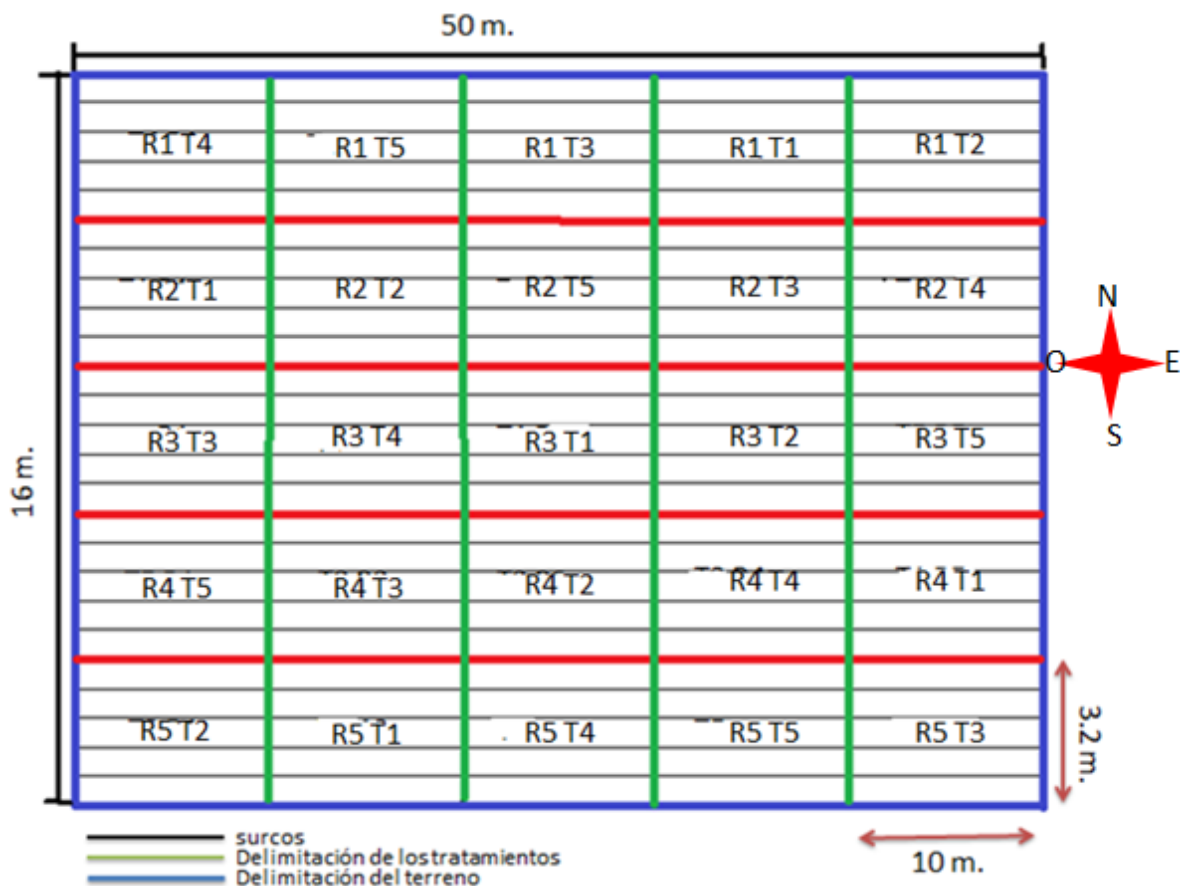 50 m.
R1 T4 R1 T5 R1 T3 R1 T1 R1 T2
R2 T1 R2 T2 R2 T5 R2 T3 R2 T4
N
O E
S
R3 T3 R3 T4 R3 T1 R3 T2 R3 T5
16 m.
R4 T5 R4 T3 R4 T2 R4 T4 R4 T1
R5 T2 R5 T1 R5 T4 R5 T5 R5 T3
3.2 m.
10 m.
surcos
Delimitación de los tratamientos
Delimitación del terreno